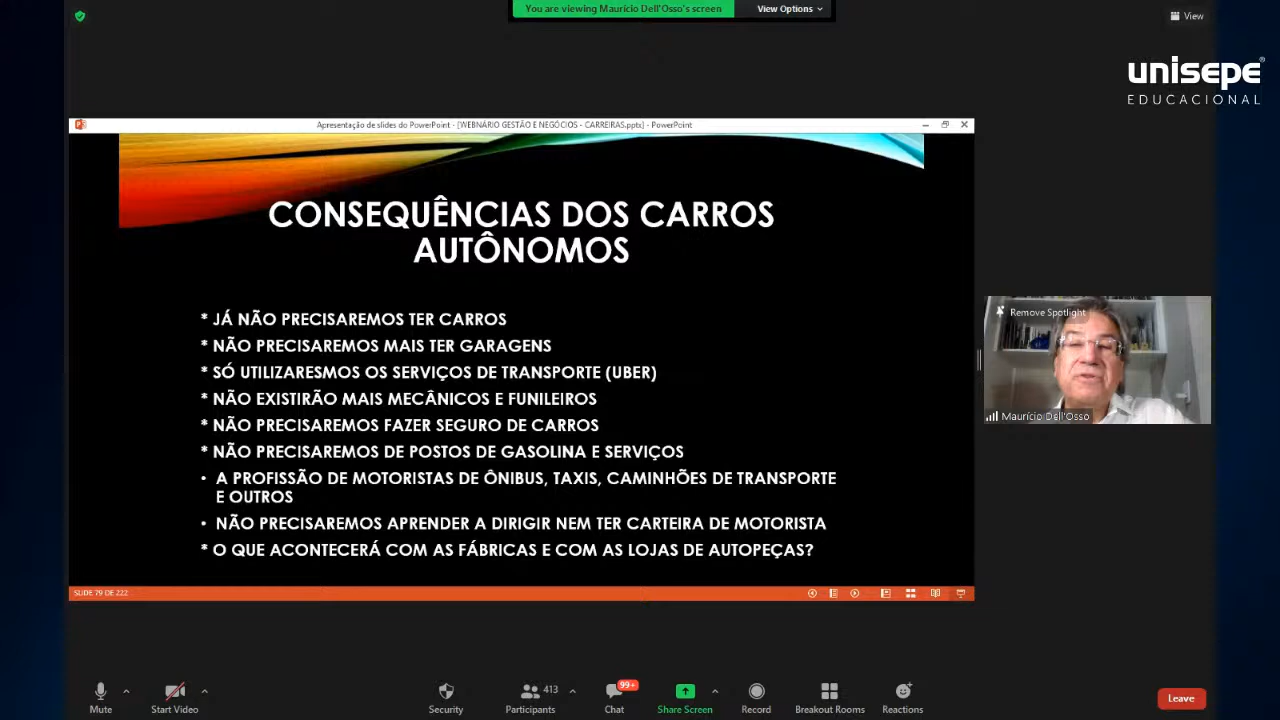 You are viewing Maurício Dell'Osso's screen
View Options
View
unisepe
EDUCACIONAL
Apresentação de slides do PowerPoint - [WEBNÁRIO GESTÃO E NEGÓCIOS - CARREIRAS.pptx] - PowerPoint
CONSEQUÊNCIAS DOS CARROS
AUTÔNOMOS
* JÁ NÃO PRECISAREMOS TER CARROS
* NÃO PRECISAREMOS MAIS TER GARAGENS
* SÓ UTILIZARESMOS OS SERVIÇOS DE TRANSPORTE (UBER)
* NÃO EXISTIRÃO MAIS MECÂNICOS E FUNILEIROS
* NÃO PRECISAREMOS FAZER SEGURO DE CARROS
* NÃO PRECISAREMOS DE POSTOS DE GASOLINA E SERVIÇOS
• A PROFISSÃO DE MOTORISTAS DE ÔNIBUS, TAXIS, CAMINHÕES DE TRANSPORTE
E OUTROS
• NÃO PRECISAREMOS APRENDER A DIRIGIR NEM TER CARTEIRA DE MOTORISTA
* O QUE ACONTECERÁ COM AS FÁBRICAS E COM AS LOJAS DE AUTOPEÇAS?
SLIDE 79 DE 222
Remove Spotlight
Maurício Dell'Osso
Mute
Start Video
Security
413
Participants
99+
Chat
Share Screen
Record
Breakout Rooms
Reactions
Leave